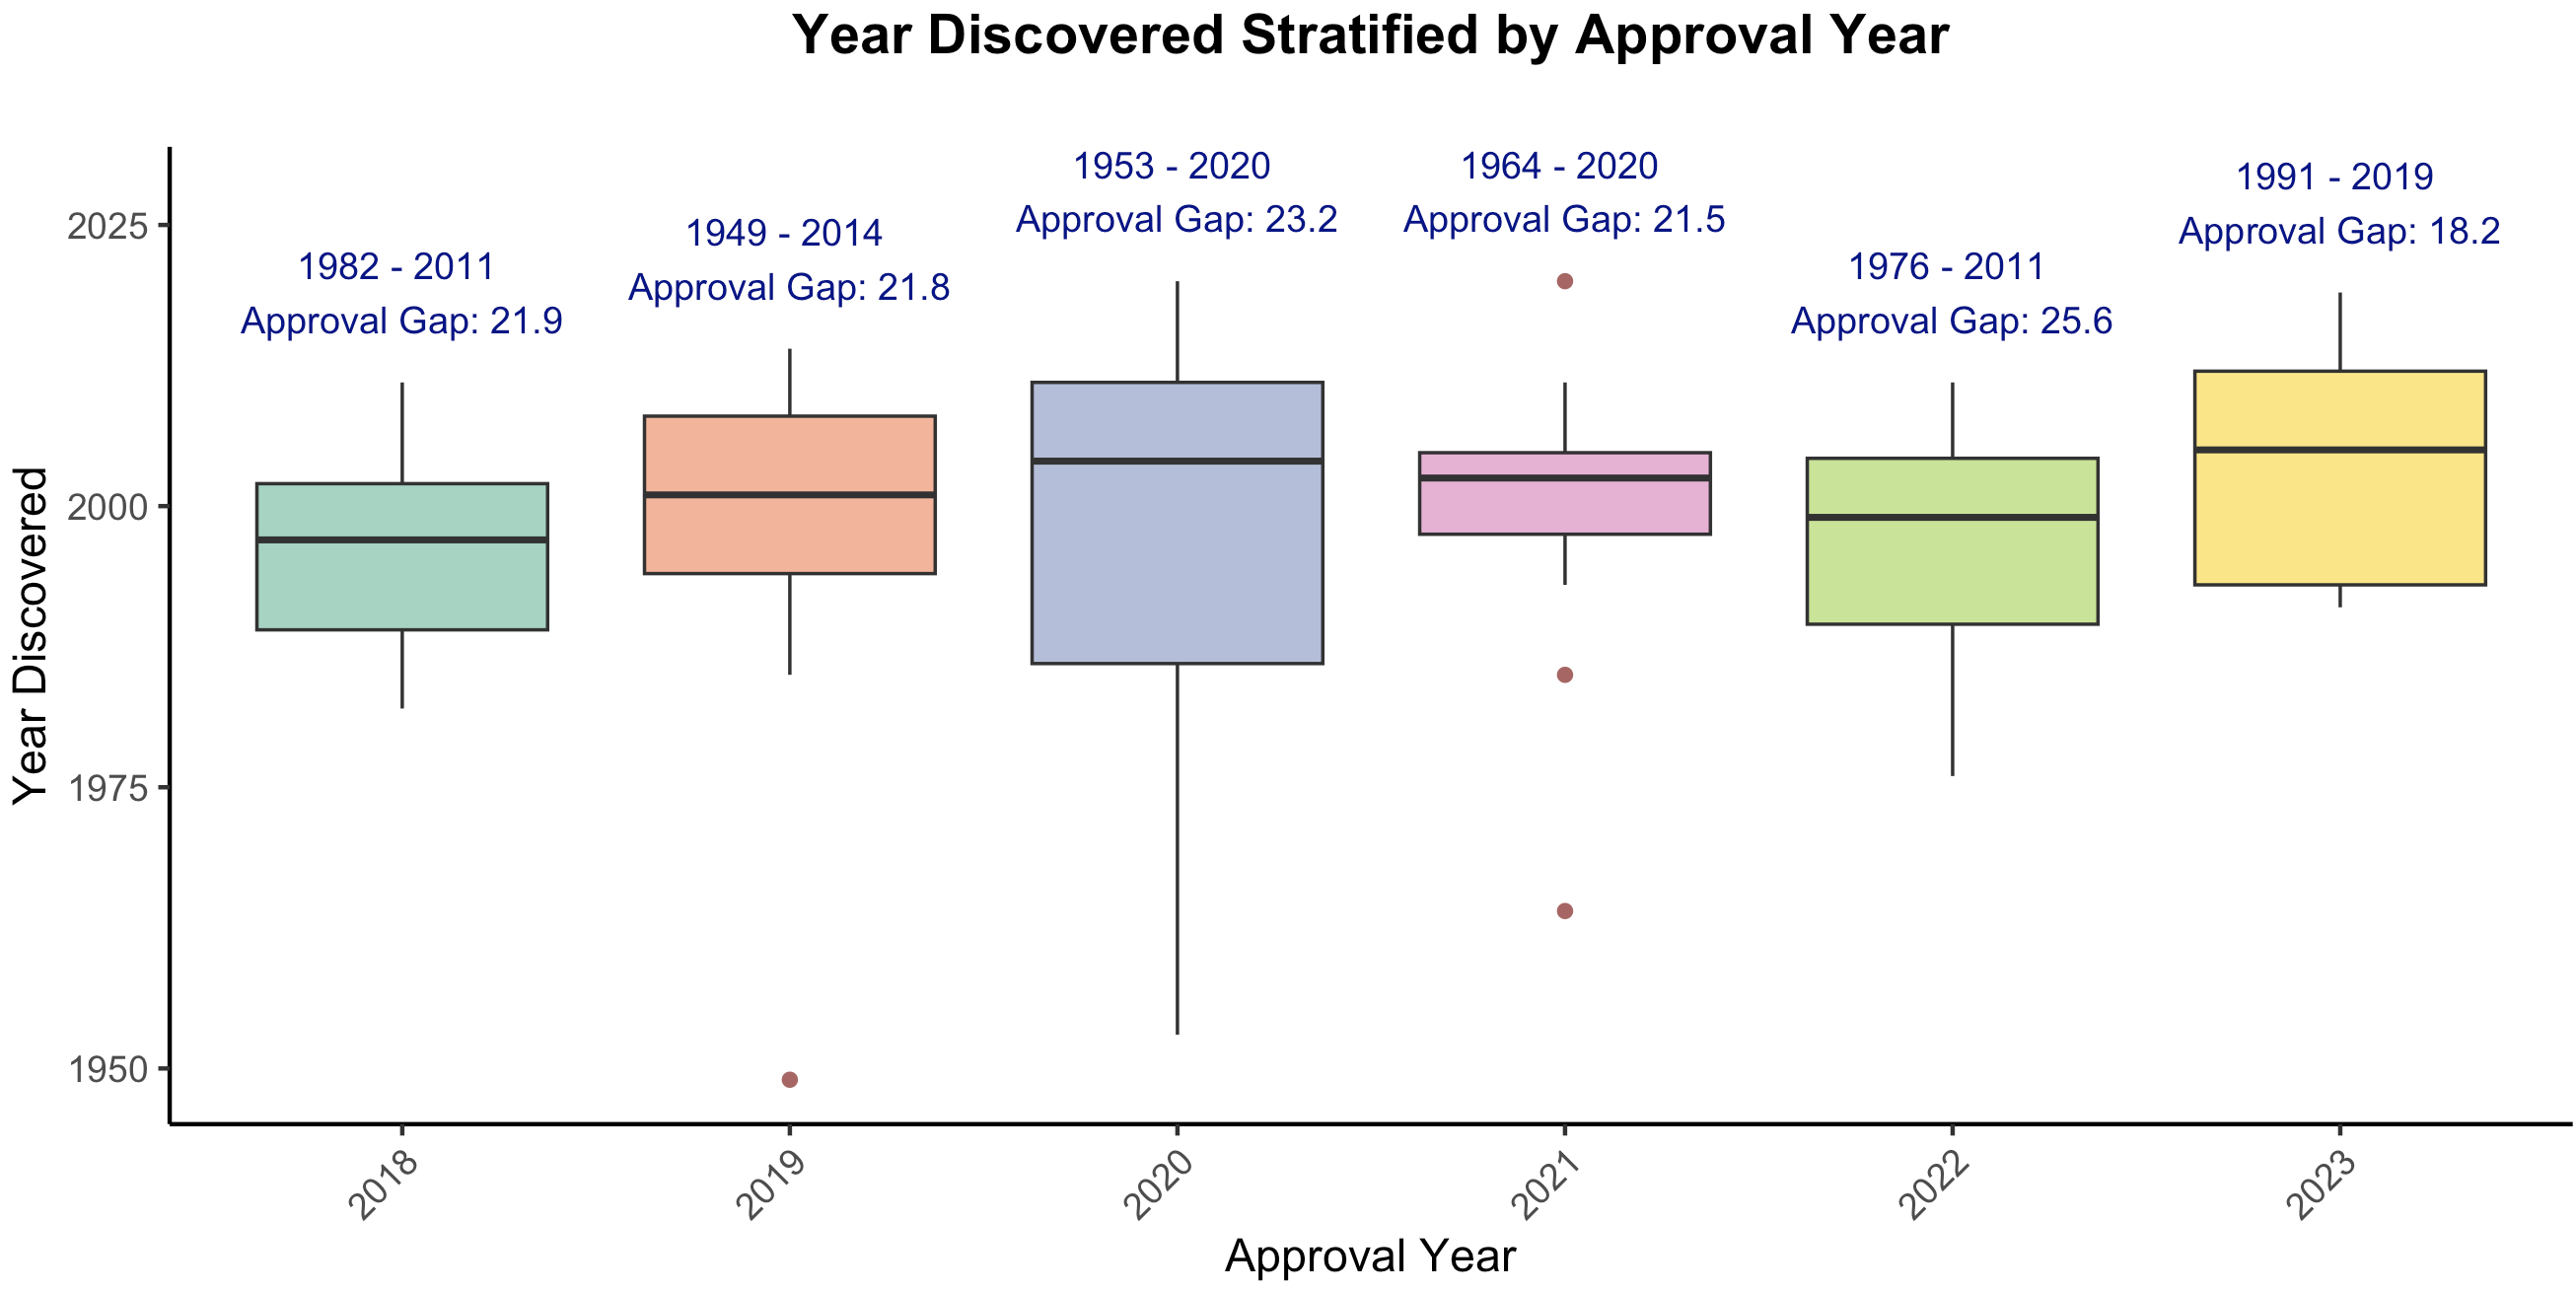 Year Discovered Stratified by Approval Year
1953 - 2020
Approval Gap: 23.2
1964 - 2020
Approval Gap: 21.5
1991 - 2019
Approval Gap: 18.2
1949 - 2014
Approval Gap: 21.8
1982 - 2011
Approval Gap: 21.9
1976 - 2011
Approval Gap: 25.6
Year Discovered
2025
2000
1975
1950
2018
2019
2020
2021
2022
2023
Approval Year